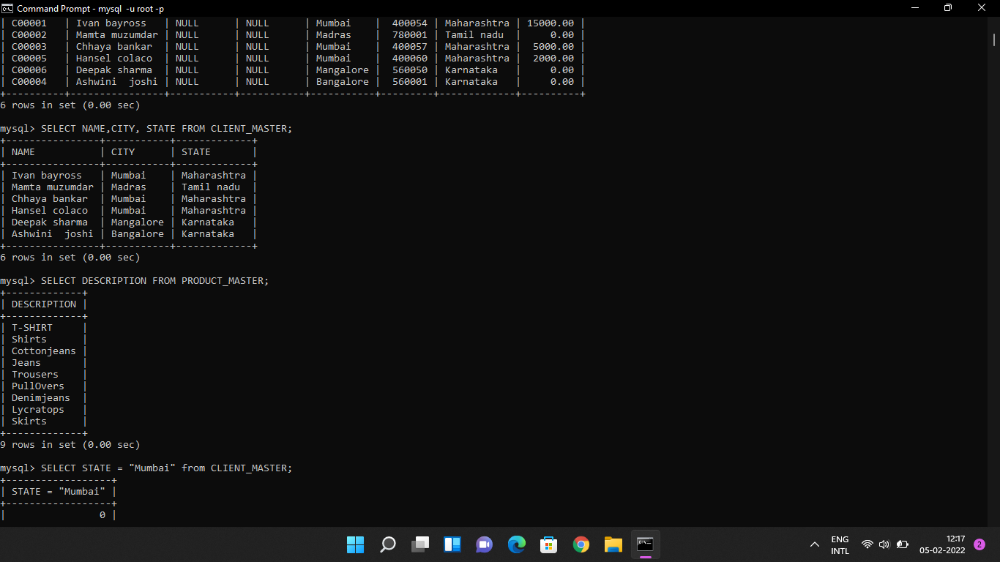 Command Prompt - mysql -u root -p
| C00001 | Ivan bayross | NULL | NULL | Mumbai | 400054 | Maharashtra | 15000.00 |
| C00002 | Mamta muzumdar | NULL | NULL | Madras | 780001 | Tamil nadu | 0.00 |
| C00003 | Chhaya bankar | NULL | NULL | Mumbai | 400057 | Maharashtra | 5000.00 |
| C00005 | Hansel colaco | NULL | NULL | Mumbai | 400060 | Maharashtra | 2000.00 |
| C00006 | Deepak sharma | NULL | NULL | Mangalore | 560050 | Karnataka | 0.00 |
| C00004 | Ashwini  joshi | NULL | NULL | Bangalore | 560001 | Karnataka | 0.00 |
+----------+----------------+-----------+-----------+-----------+---------+-------------+----------+
6 rows in set (0.00 sec)
mysql> SELECT NAME,CITY, STATE FROM CLIENT_MASTER;
+----------------+-----------+-------------+
| NAME | CITY | STATE |
+----------------+-----------+-------------+
| Ivan bayross | Mumbai | Maharashtra |
| Mamta muzumdar | Madras | Tamil nadu |
| Chhaya bankar | Mumbai | Maharashtra |
| Hansel colaco | Mumbai | Maharashtra |
| Deepak sharma | Mangalore | Karnataka |
| Ashwini  joshi | Bangalore | Karnataka |
+----------------+-----------+-------------+
6 rows in set (0.00 sec)
mysql> SELECT DESCRIPTION FROM PRODUCT_MASTER;
+-------------+
| DESCRIPTION |
+-------------+
| T-SHIRT |
| Shirts |
| Cottonjeans |
| Jeans |
| Trousers |
| PullOvers |
| Denimjeans |
| Lycratops |
| Skirts |
+-------------+
9 rows in set (0.00 sec)
mysql> SELECT STATE = "Mumbai" from CLIENT_MASTER;
+------------------+
| STATE = "Mumbai" |
+------------------+
| 0 |
ENG
INTL
12:17
05-02-2022
2